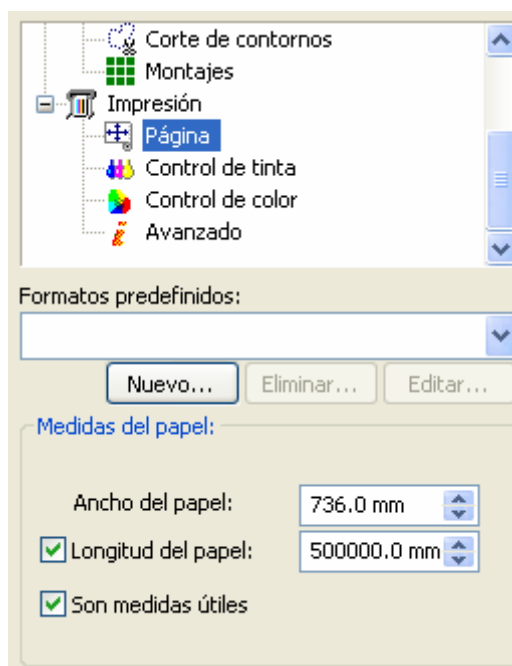 Corte de contornos
Montajes
Impresión
Página
Control de tinta
Control de color
Avanzado
Formatos predefinidos:
Nuevo... Eliminar... Editar...
Medidas del papel:
Ancho del papel: 736.0 mm
Longitud del papel: 500000.0 mm
Son medidas útiles